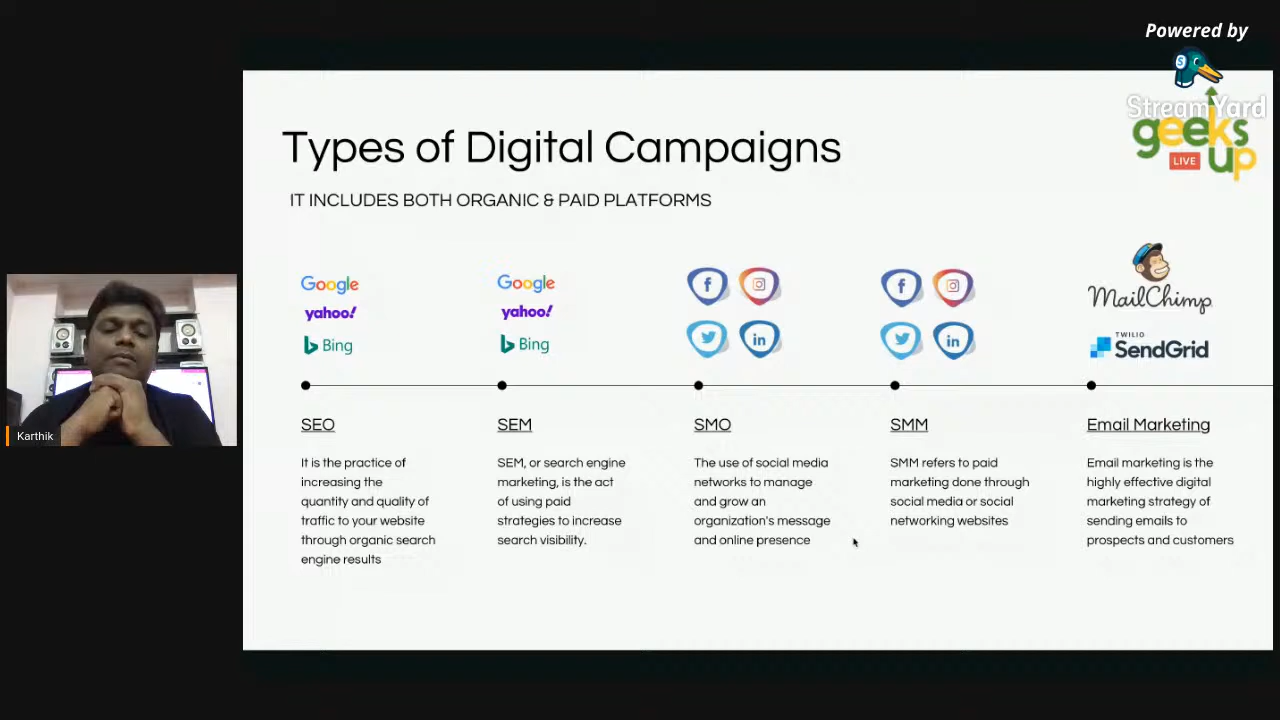 Powered by
StreamYard
geeks
LIVE
up
Types of Digital Campaigns
IT INCLUDES BOTH ORGANIC & PAID PLATFORMS
Google
yahoo!
Bing
Google
yahoo!
Bing
MailChimp
TWILIO
SendGrid
SEO
It is the practice of
increasing the
quantity and quality of
traffic to your website
through organic search
engine results
SEM
SEM, or search engine
marketing, is the act
of using paid
strategies to increase
search visibility.
SMO
The use of social media
networks to manage
and grow an
organization's message
and online presence
SMM
SMM refers to paid
marketing done through
social media or social
networking websites
Email Marketing
Email marketing is the
highly effective digital
marketing strategy of
sending emails to
prospects and customers
Karthik